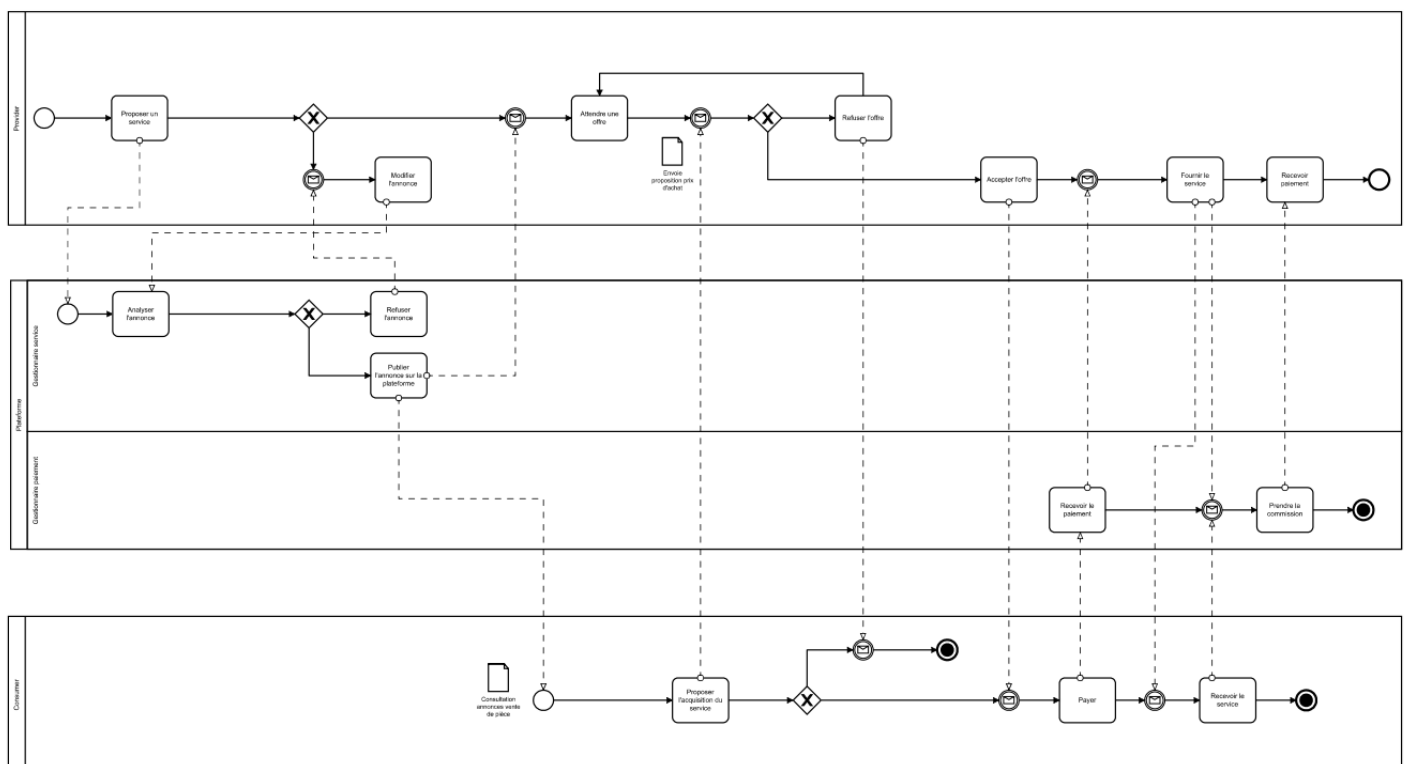 Provider
Proposer un
service
Modifier
l'annonce
Attendre une
offre
Envoie
proposition prix
d'achat
Refuser l'offre
Accepter l'offre
Fournir le
service
Recevoir
paiement
Plateforme
Gestionnaire service
Analyser
l'annonce
Refuser
l'annonce
Publier
l'annonce sur la
plateforme
Gestionnaire paiement
Recevoir le
paiement
Prendre la
commission
Consumer
Consultation
annonces vente
de pièce
Proposer
l'acquisition du
service
Payer
Recevoir le
service